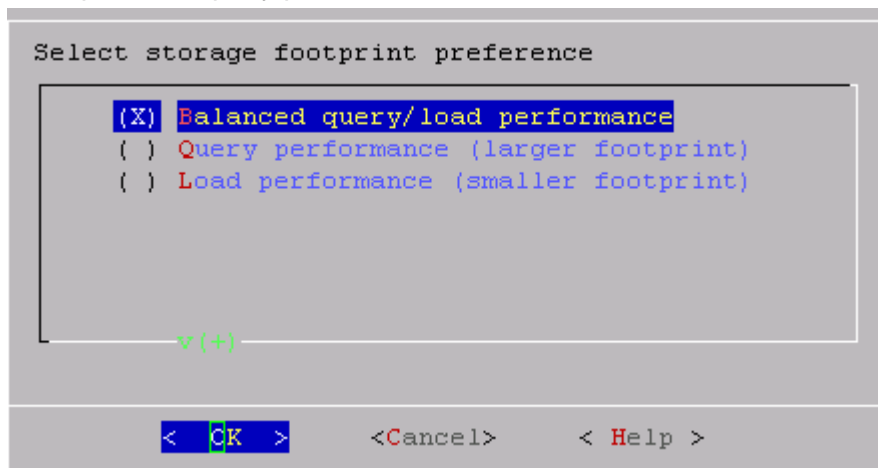 Select storage footprint preference
(X) Balanced query/load performance
( ) Query performance (larger footprint)
( ) Load performance (smaller footprint)
v(+)
< OK > <Cancel> < Help >